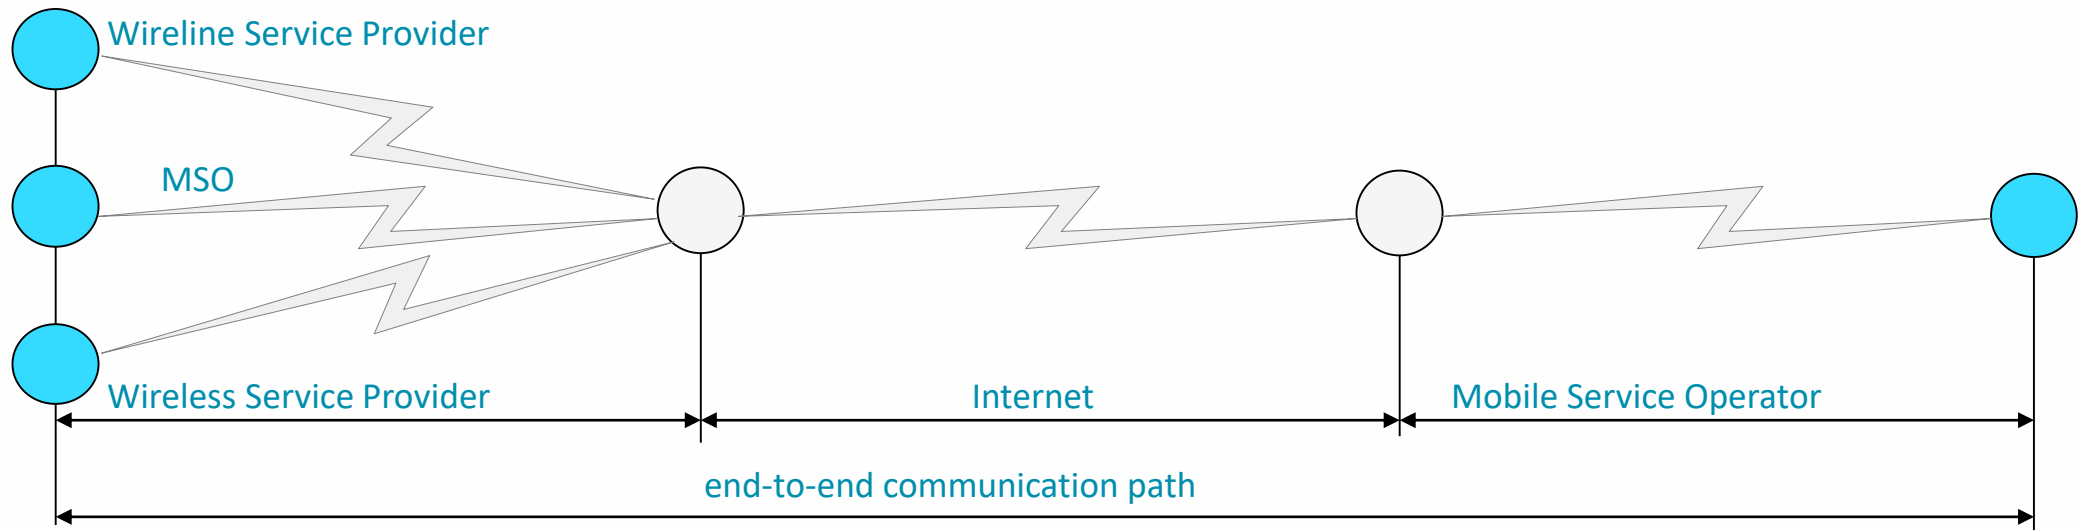 Wireline Service Provider
MSO
Wireless Service Provider
Internet
Mobile Service Operator
end-to-end communication path